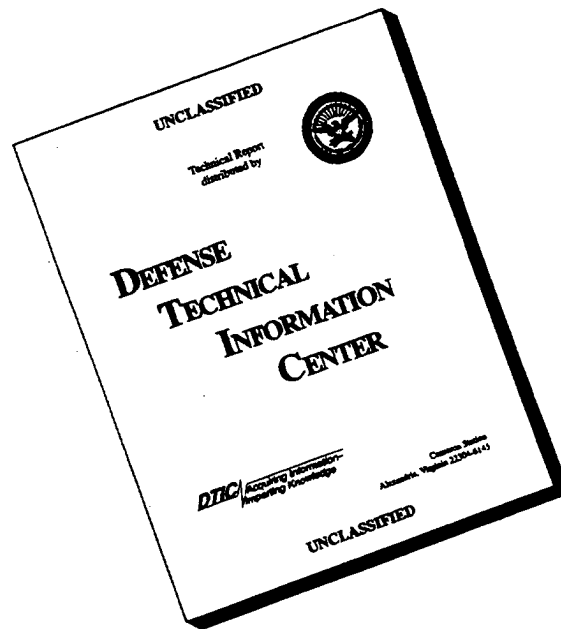 UNCLASSIFIED
Technical Report
distributed by
DEFENSE
TECHNICAL
INFORMATION
CENTER
DTIC
Acquiring Information-
Imparting Knowledge
Cameron Station
Alexandria, Virginia 22304-6145
UNCLASSIFIED